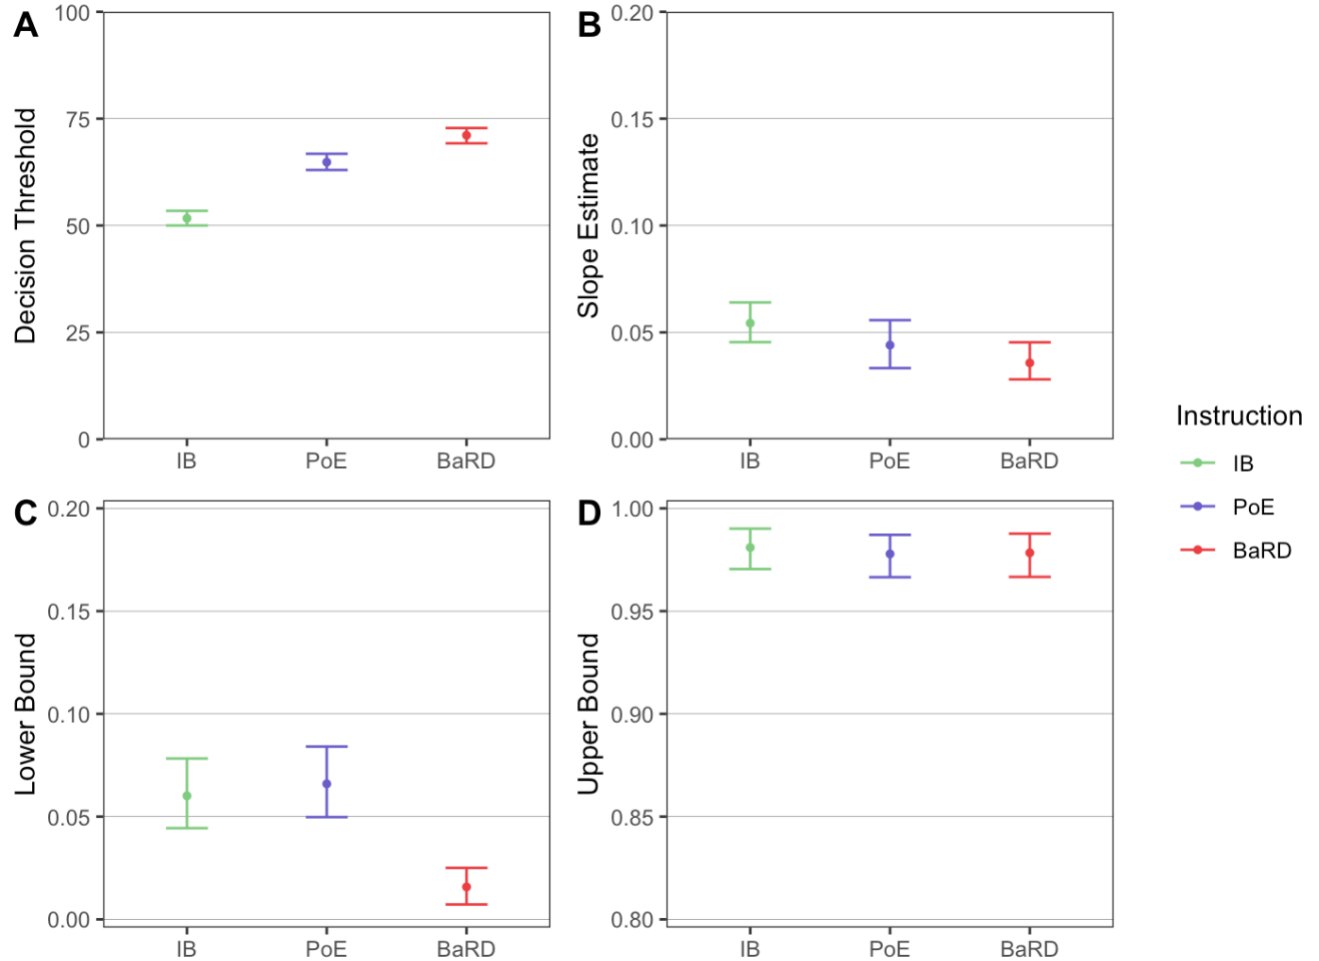 A
Decision Threshold
100
75
50
25
0
IB PoE BaRD
B
Slope Estimate
0.20
0.15
0.10
0.05
0.00
IB PoE BaRD
C
Lower Bound
0.20
0.15
0.10
0.05
0.00
IB PoE BaRD
D
Upper Bound
1.00
0.95
0.90
0.85
0.80
IB PoE BaRD
Instruction
IB
PoE
BaRD